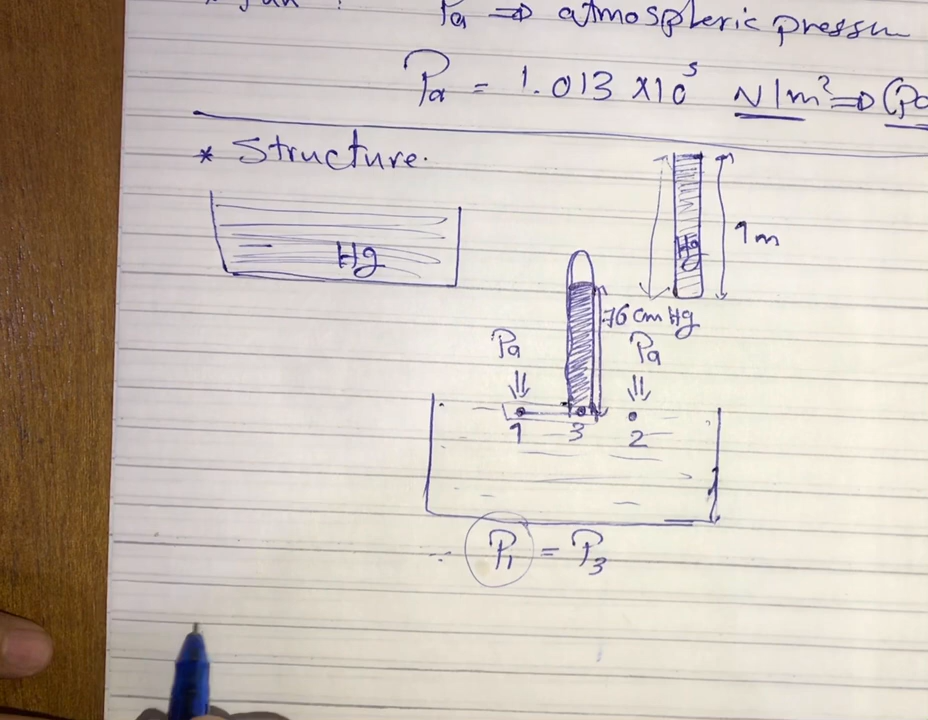 Pa ⇒ atmospheric pressu
Pa = 1.013 x10⁵ N/m² ⇒ (Pa
* Structure.
Hg
Hg
1m
76 cm Hg
Pa
Pa
1 3 2
∵ P₁ = P₃